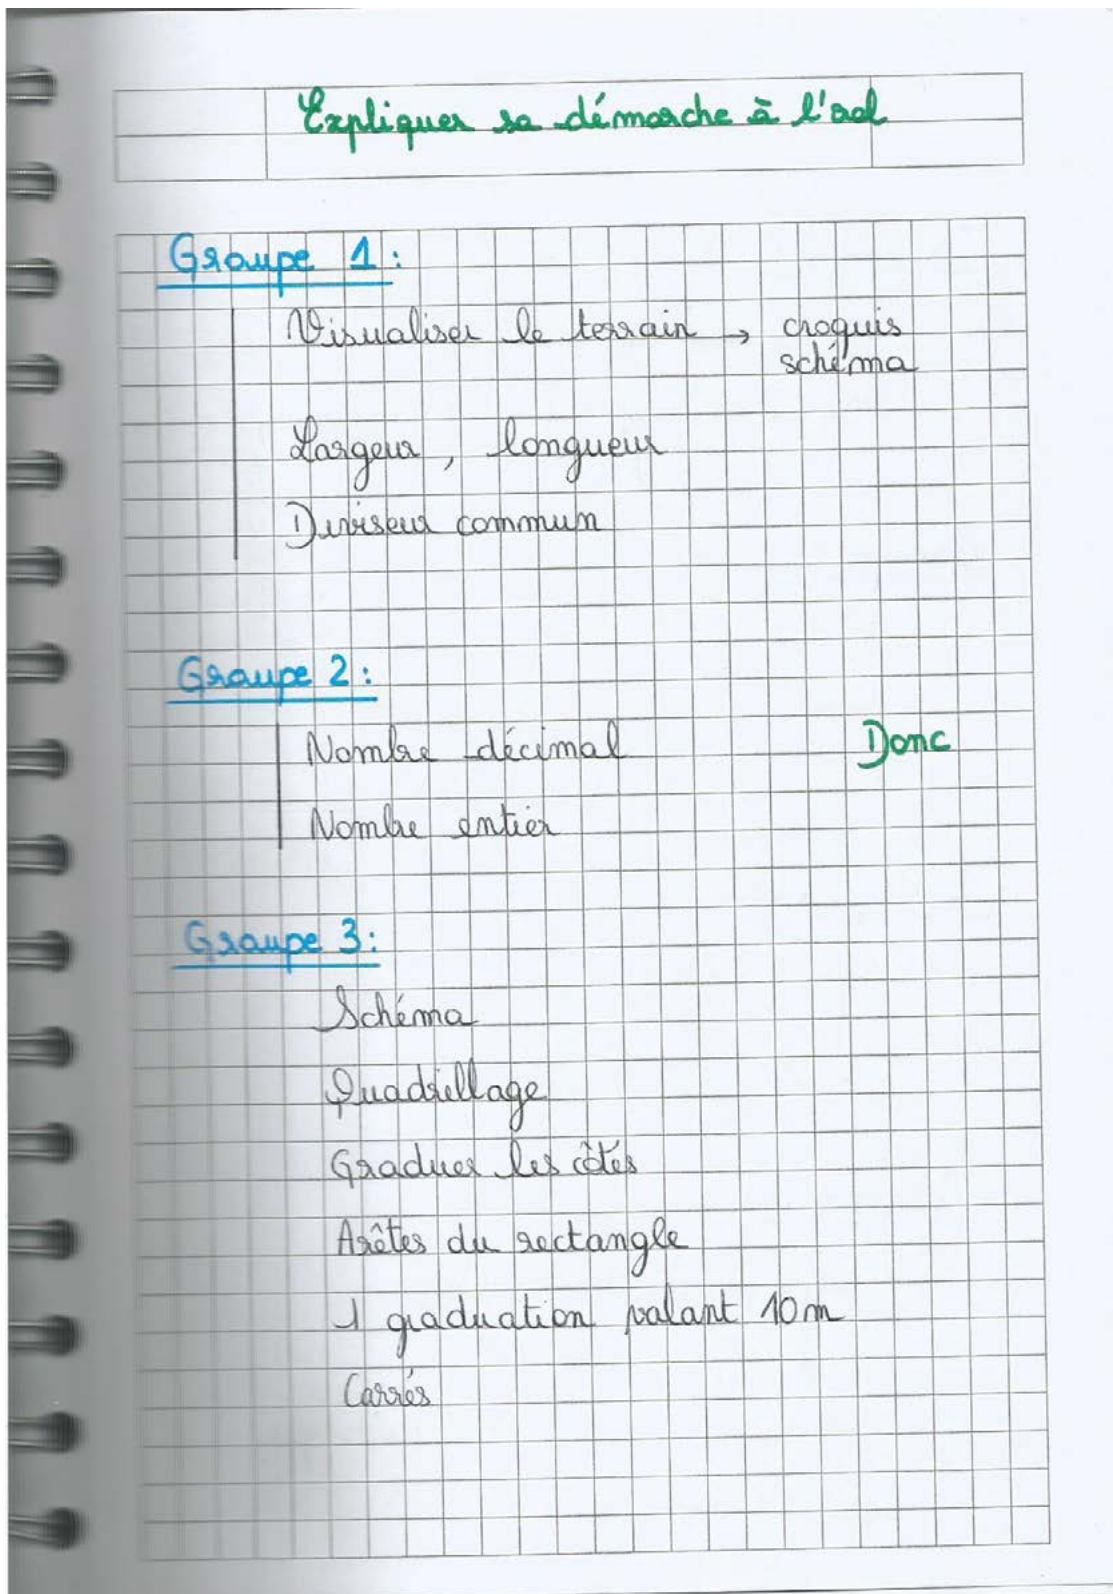 Expliquer sa démarche à l'oral
Groupe 1 :
Visualiser le terrain → croquis
schéma
Largeur, longueur
Diviseur commun
Groupe 2 :
Nombre décimal Donc
Nombre entier
Groupe 3 :
Schéma
Quadrillage
Graduer les côtés
Arêtes du rectangle
1 graduation valant 10 m
Carrés